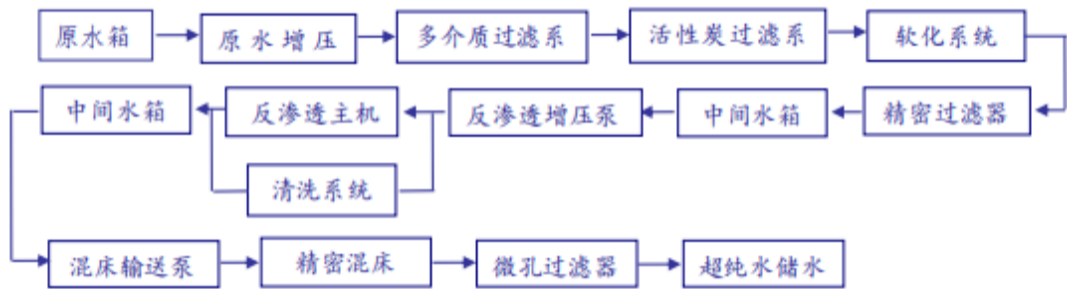 原水箱
原水增压
多介质过滤系
活性炭过滤系
软化系统
中间水箱
反渗透主机
反渗透增压泵
中间水箱
精密过滤器
清洗系统
混床输送泵
精密混床
微孔过滤器
超纯水储水